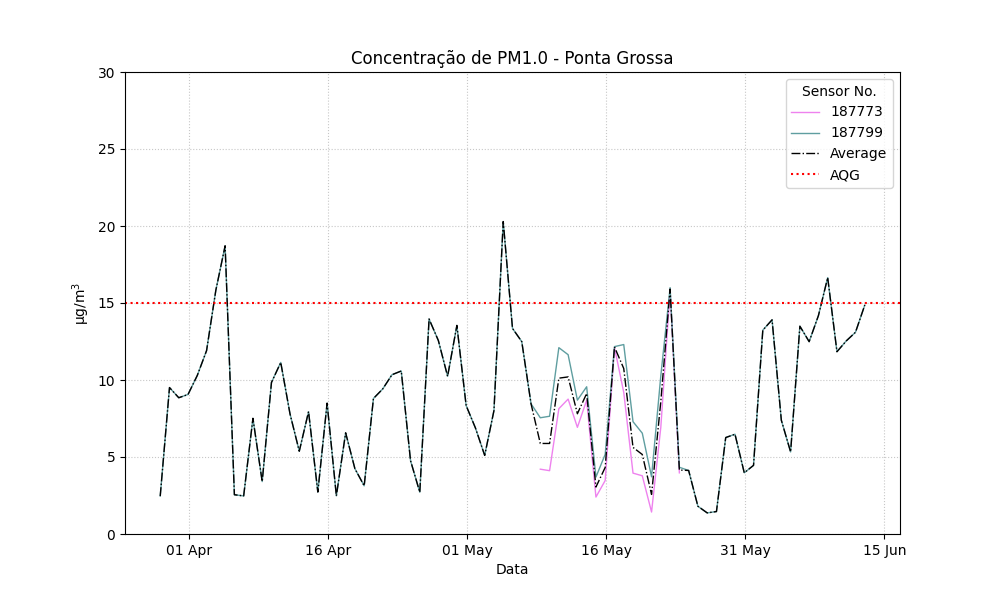 Concentração de PM1.0 - Ponta Grossa
30
25
20
15
10
5
0
µg/m³
Sensor No.
187773
187799
Average
AQG
01 Apr
16 Apr
01 May
16 May
31 May
15 Jun
Data